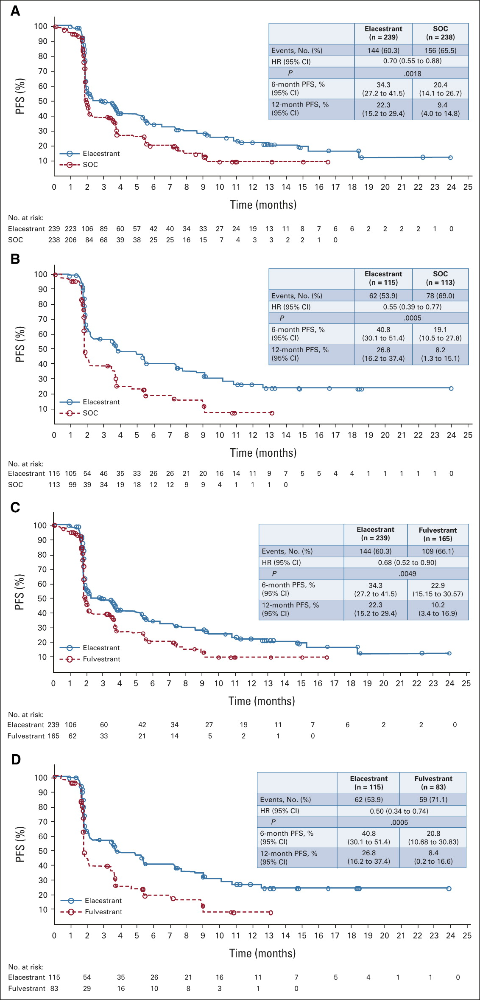 A
PFS (%)
100
90
80
70
60
50
40
30
20
10
Elacestrant
SOC
Elacestrant (n = 239)
SOC (n = 238)
Events, No. (%) 144 (60.3) 156 (65.5)
HR (95% CI) 0.70 (0.55 to 0.88)
P .0018
6-month PFS, % 34.3 20.4
(95% CI) (27.2 to 41.5) (14.1 to 26.7)
12-month PFS, % 22.3 9.4
(95% CI) (15.2 to 29.4) (4.0 to 14.8)
0 1 2 3 4 5 6 7 8 9 10 11 12 13 14 15 16 17 18 19 20 21 22 23 24 25
Time (months)
No. at risk:
Elacestrant 239 223 106 89 60 57 42 40 34 33 27 24 19 13 11 8 7 6 6 2 2 2 2 1 0
SOC 238 206 84 68 39 38 25 25 16 15 7 4 3 3 2 2 1 0
B
PFS (%)
100
90
80
70
60
50
40
30
20
10
Elacestrant
SOC
Elacestrant (n = 115)
SOC (n = 113)
Events, No. (%) 62 (53.9) 78 (69.0)
HR (95% CI) 0.55 (0.39 to 0.77)
P .0005
6-month PFS, % 40.8 19.1
(95% CI) (30.1 to 51.4) (10.5 to 27.8)
12-month PFS, % 26.8 8.2
(95% CI) (16.2 to 37.4) (1.3 to 15.1)
0 1 2 3 4 5 6 7 8 9 10 11 12 13 14 15 16 17 18 19 20 21 22 23 24 25
Time (months)
No. at risk:
Elacestrant 115 105 54 46 35 33 26 26 21 20 16 14 11 9 7 5 5 4 4 1 1 1 1 1 0
SOC 113 99 39 34 19 18 12 12 9 9 4 1 1 1 0
C
PFS (%)
100
90
80
70
60
50
40
30
20
10
Elacestrant
Fulvestrant
Elacestrant (n = 239)
Fulvestrant (n = 165)
Events, No. (%) 144 (60.3) 109 (66.1)
HR (95% CI) 0.68 (0.52 to 0.90)
P .0049
6-month PFS, % 34.3 22.9
(95% CI) (27.2 to 41.5) (15.15 to 30.57)
12-month PFS, % 22.3 10.2
(95% CI) (15.2 to 29.4) (3.4 to 16.9)
0 1 2 3 4 5 6 7 8 9 10 11 12 13 14 15 16 17 18 19 20 21 22 23 24 25
Time (months)
No. at risk:
Elacestrant 239 106 60 42 34 27 19 11 7 6 2 2 0
Fulvestrant 165 62 33 21 14 5 2 1 0
D
PFS (%)
100
90
80
70
60
50
40
30
20
10
Elacestrant
Fulvestrant
Elacestrant (n = 115)
Fulvestrant (n = 83)
Events, No. (%) 62 (53.9) 59 (71.1)
HR (95% CI) 0.50 (0.34 to 0.74)
P .0005
6-month PFS, % 40.8 20.8
(95% CI) (30.1 to 51.4) (10.68 to 30.83)
12-month PFS, % 26.8 8.4
(95% CI) (16.2 to 37.4) (0.2 to 16.6)
0 1 2 3 4 5 6 7 8 9 10 11 12 13 14 15 16 17 18 19 20 21 22 23 24 25
Time (months)
No. at risk:
Elacestrant 115 54 35 26 21 16 11 7 5 4 1 1 0
Fulvestrant 83 29 16 10 8 3 1 0